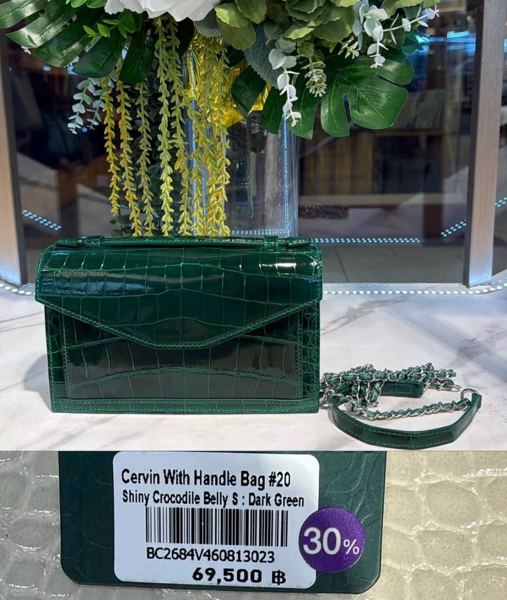 Cervin With Handle Bag #20
Shiny Crocodile Belly S : Dark Green
BC2684V460813023
69,500 ฿
30%